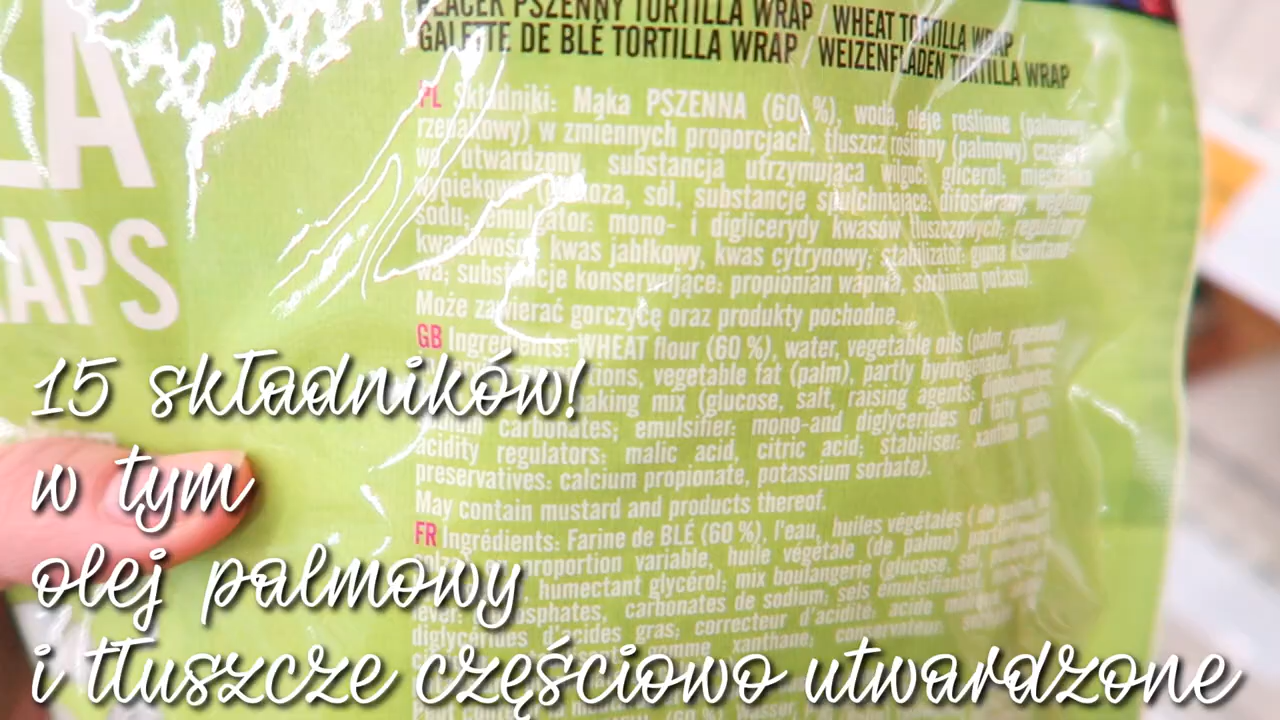 LA
APS
PLACEK PSZENNY TORTILLA WRAP / WHEAT TORTILLA WRAP
GALETTE DE BLÉ TORTILLA WRAP / WEIZENFLADEN TORTILLA WRAP
PL Składniki: Mąka PSZENNA (60 %), woda, oleje roślinne (palmowy,
rzepakowy) w zmiennych proporcjach, tłuszcz roślinny (palmowy) częścio-
wo utwardzony, substancja utrzymująca wilgoć: glicerol; mieszanka
wypiekowa (glukoza, sól, substancje spulchniające: difosforany, węglany
sodu; emulgator: mono- i diglicerydy kwasów tłuszczowych; regulatory
kwasowości: kwas jabłkowy, kwas cytrynowy; stabilizator: guma ksantano-
wa; substancje konserwujące: propionian wapnia, sorbinian potasu).
Może zawierać gorczycę oraz produkty pochodne.
GB Ingredients: WHEAT flour (60 %), water, vegetable oils (palm, rapeseed)
vegetable fat (palm), partly hydrogenated,
baking mix (glucose, salt, raising agents: diphosphates,
carbonates; emulsifier: mono-and diglycerides of fatty acids
acidity regulators: malic acid, citric acid; stabiliser: xanthan gum,
preservatives: calcium propionate, potassium sorbate).
May contain mustard and products thereof.
FR Ingrédients: Farine de BLÉ (60 %), l'eau, huiles végétales (de
proportion variable, huile végétale (de palme)
humectant glycérol; mix boulangerie (glucose, sel,
carbonates de sodium, sels
d'acides gras; correcteur d'acidité: acide
gomme xanthane;
15 składników!
w tym
olej palmowy
i tłuszcze częściowo utwardzone